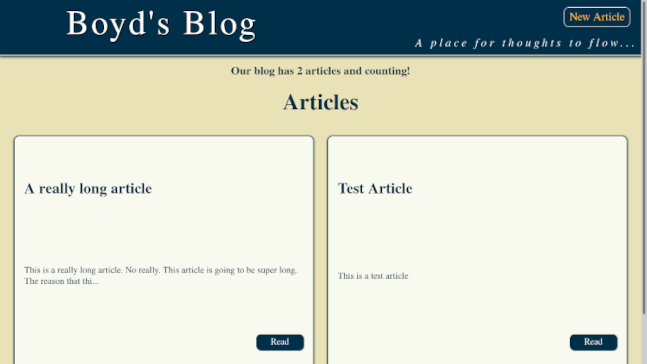 Boyd's Blog
New Article
A place for thoughts to flow...
Our blog has 2 articles and counting!
Articles
A really long article
This is a really long article. No really. This article is going to be super long.
The reason that thi...
Read
Test Article
This is a test article
Read